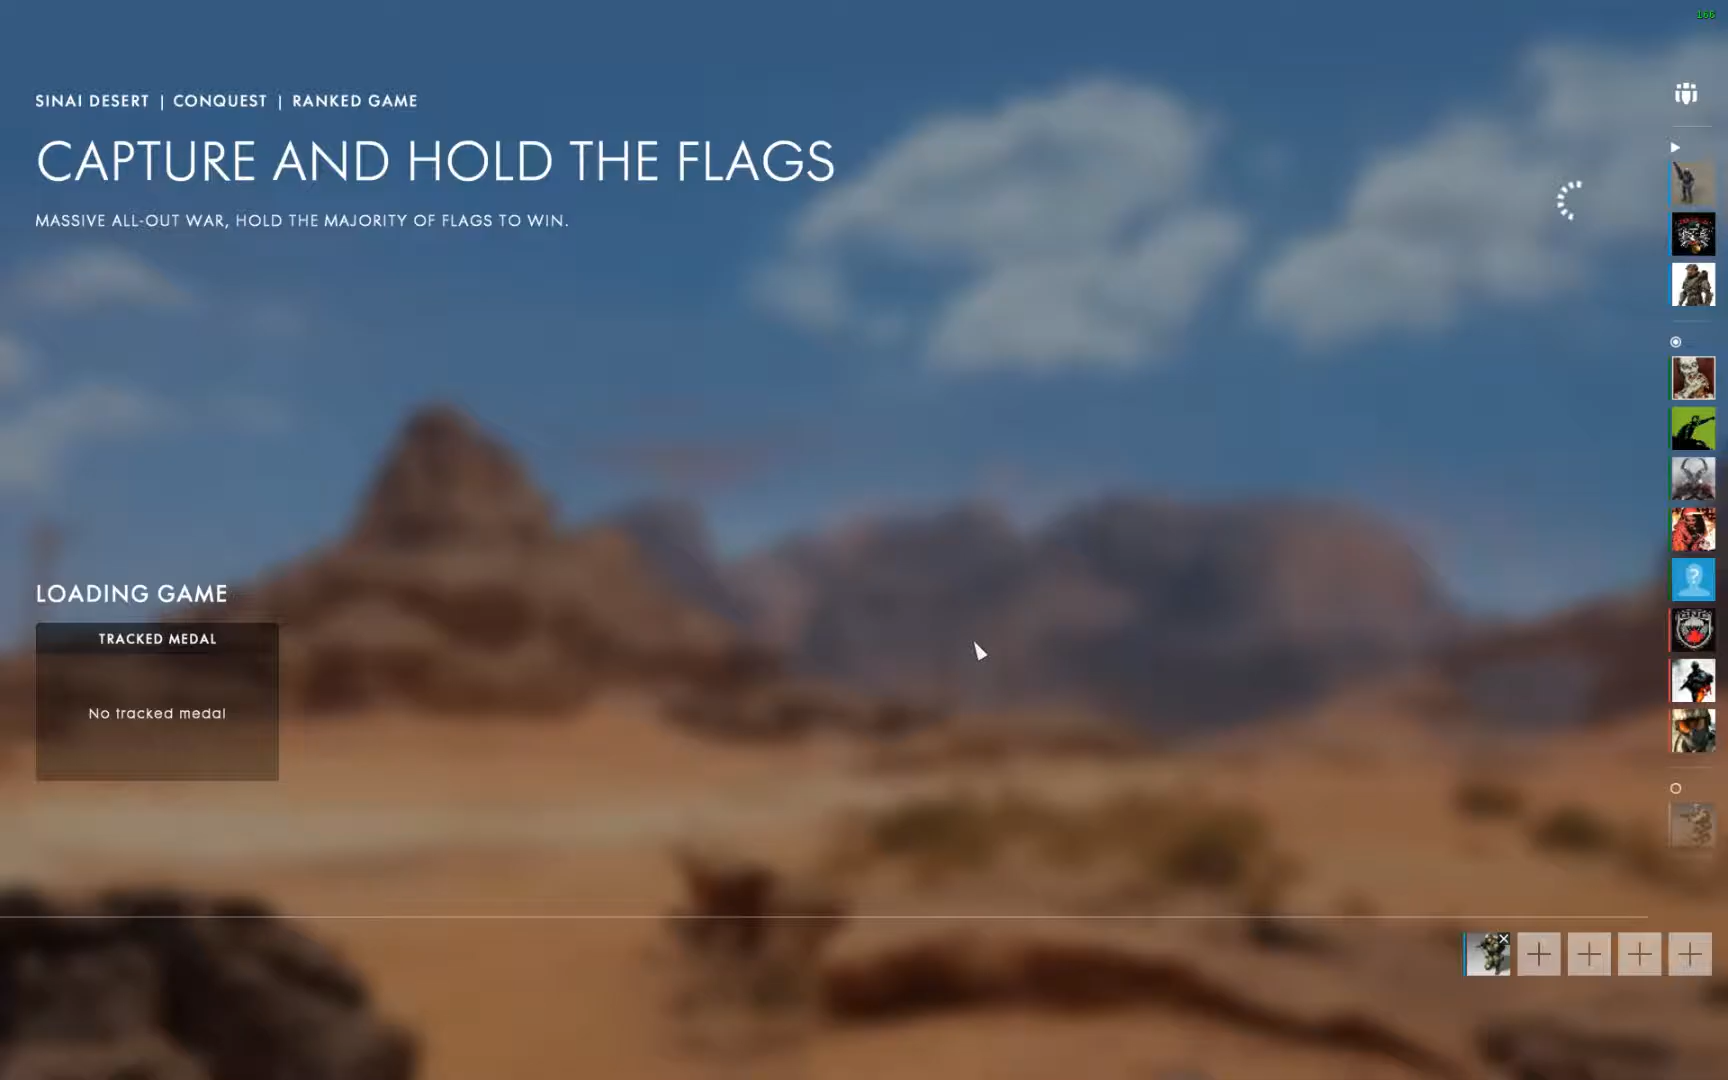 166
SINAI DESERT | CONQUEST | RANKED GAME
CAPTURE AND HOLD THE FLAGS
MASSIVE ALL-OUT WAR, HOLD THE MAJORITY OF FLAGS TO WIN.
LOADING GAME
TRACKED MEDAL
No tracked medal
?